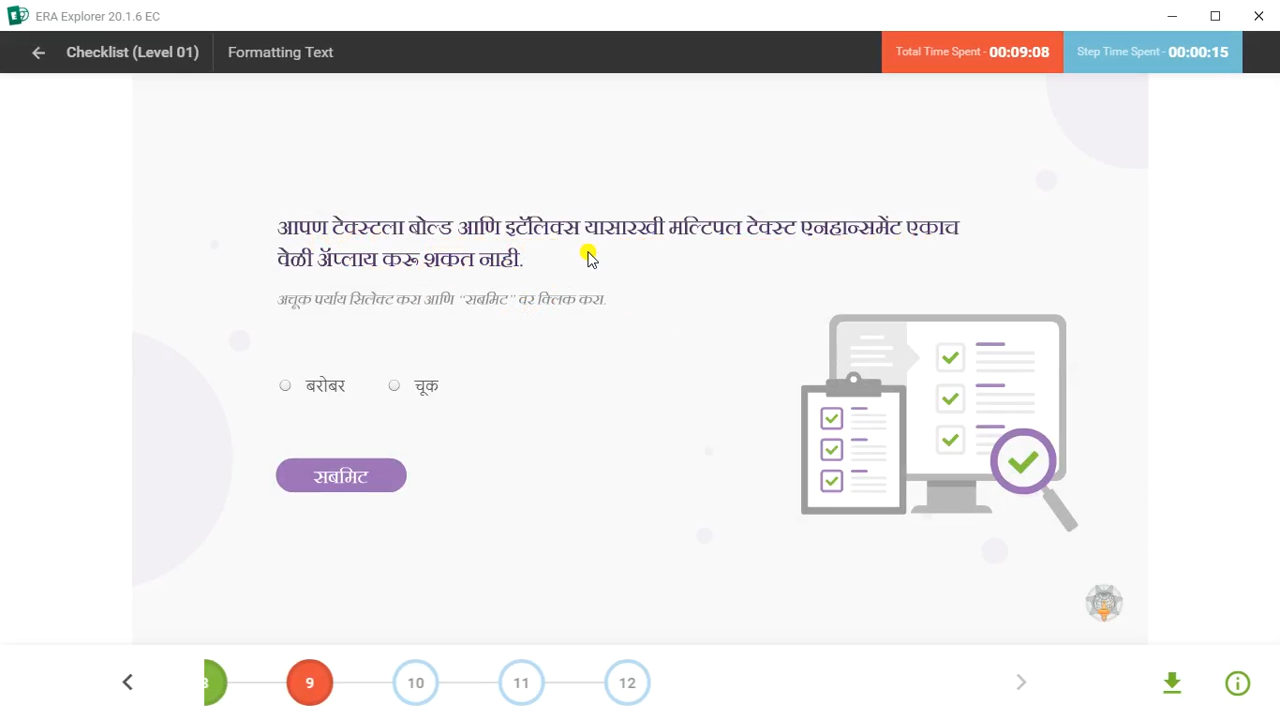 ERA Explorer 20.1.6 EC
Checklist (Level 01) Formatting Text Total Time Spent - 00:09:08 Step Time Spent - 00:00:15
आपण टेक्स्टला बोल्ड आणि इटॅलिक्स यासारखी मल्टिपल टेक्स्ट एनहान्समेंट एकाच
वेळी ॲप्लाय करू शकत नाही.
अचूक पर्याय सिलेक्ट करा आणि "सबमिट" वर क्लिक करा.
बरोबर चूक
सबमिट
8 9 10 11 12